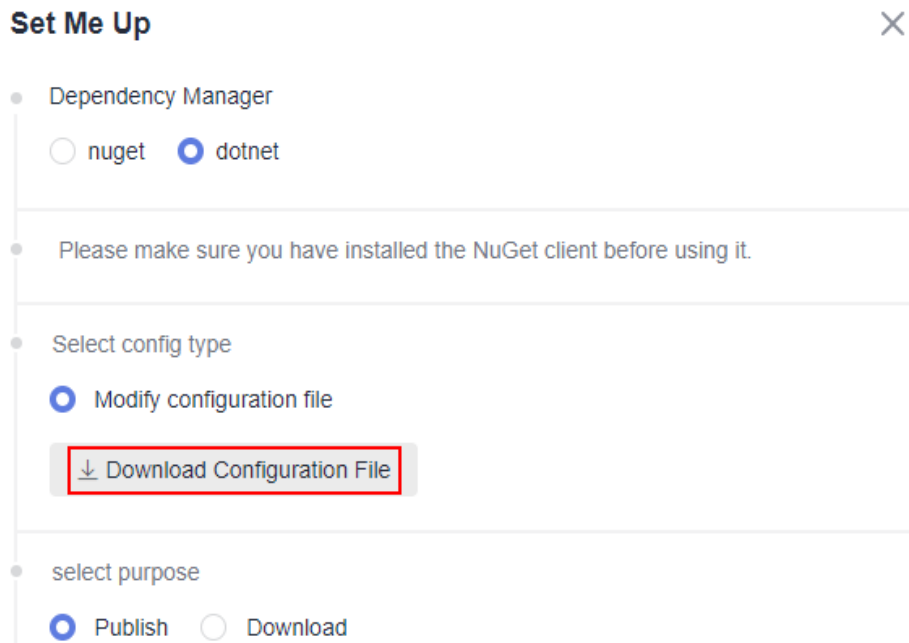 Set Me Up
Dependency Manager
nuget dotnet
Please make sure you have installed the NuGet client before using it.
Select config type
Modify configuration file
Download Configuration File
select purpose
Publish Download